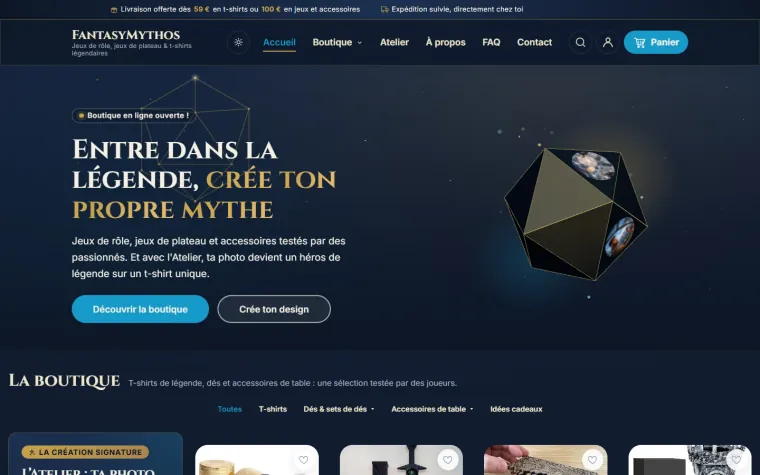 Livraison offerte dès 59 € en t-shirts ou 100 € en jeux et accessoires
Expédition suivie, directement chez toi
FantasyMythos
Jeux de rôle, jeux de plateau & t-shirts
légendaires
Accueil
Boutique
Atelier
À propos
FAQ
Contact
Panier
Boutique en ligne ouverte !
Entre dans la
légende, crée ton
propre mythe
Jeux de rôle, jeux de plateau et accessoires testés par des
passionnés. Et avec l'Atelier, ta photo devient un héros de
légende sur un t-shirt unique.
Découvrir la boutique
Crée ton design
La boutique
T-shirts de légende, dés et accessoires de table : une sélection testée par des joueurs.
Toutes
T-shirts
Dés & sets de dés
Accessoires de table
Idées cadeaux
LA CRÉATION SIGNATURE
L'Atelier : ta photo